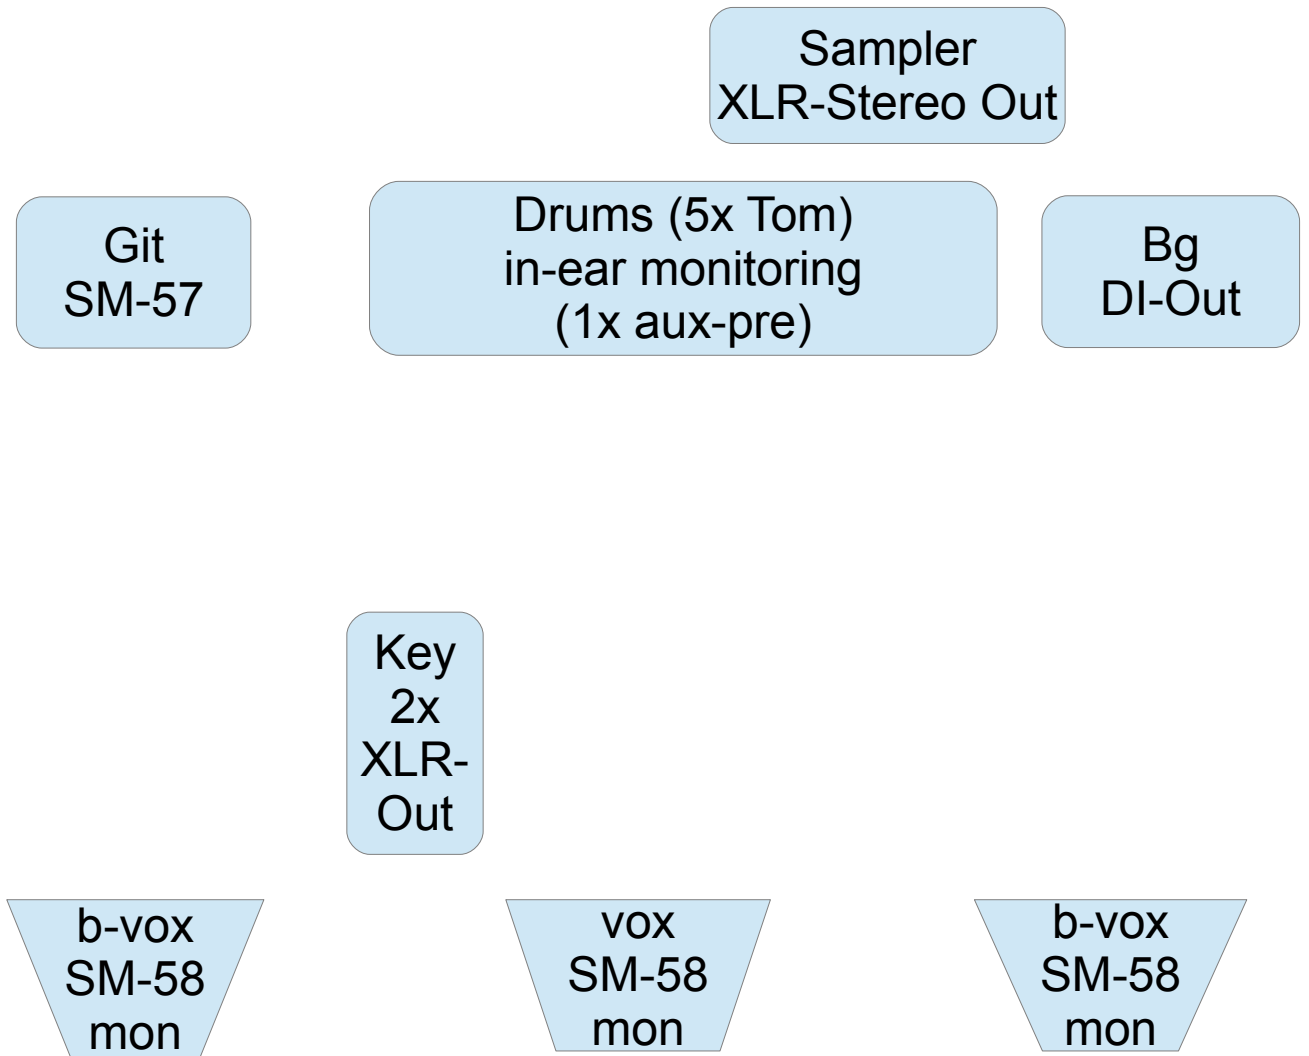 Sampler
XLR-Stereo Out
Git
SM-57
Drums (5x Tom)
in-ear monitoring
(1x aux-pre)
Bg
DI-Out
Key
2x
XLR-
Out
b-vox
SM-58
mon
vox
SM-58
mon
b-vox
SM-58
mon